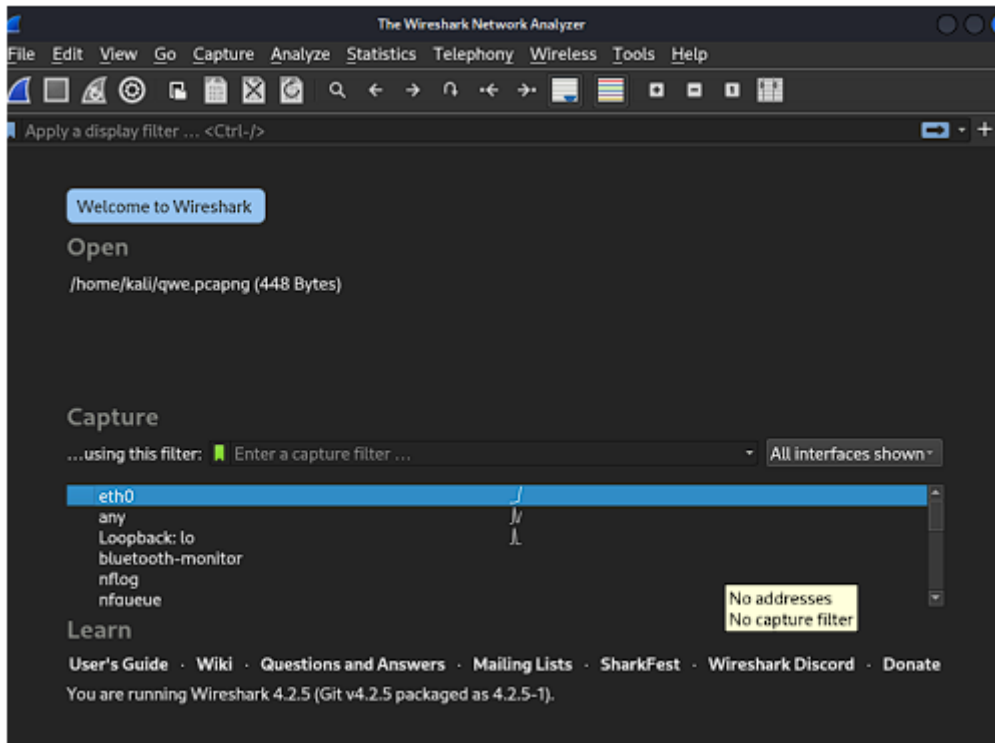 The Wireshark Network Analyzer
File Edit View Go Capture Analyze Statistics Telephony Wireless Tools Help
Apply a display filter ... <Ctrl-/>
Welcome to Wireshark
Open
/home/kali/qwe.pcapng (448 Bytes)
Capture
...using this filter: Enter a capture filter ... All interfaces shown
eth0
any
Loopback: lo
bluetooth-monitor
nflog
nfqueue
No addresses
No capture filter
Learn
User's Guide · Wiki · Questions and Answers · Mailing Lists · SharkFest · Wireshark Discord · Donate
You are running Wireshark 4.2.5 (Git v4.2.5 packaged as 4.2.5-1).